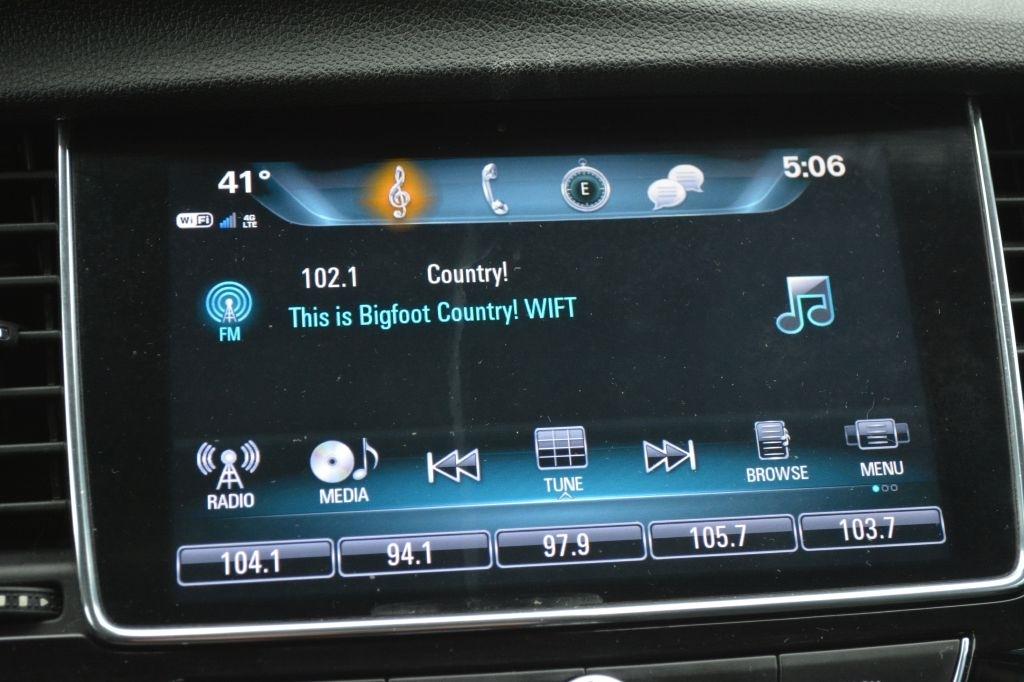 41° 5:06
E
WiFi 4G LTE
102.1 Country!
This is Bigfoot Country! WIFT
FM
RADIO MEDIA TUNE BROWSE MENU
104.1 94.1 97.9 105.7 103.7